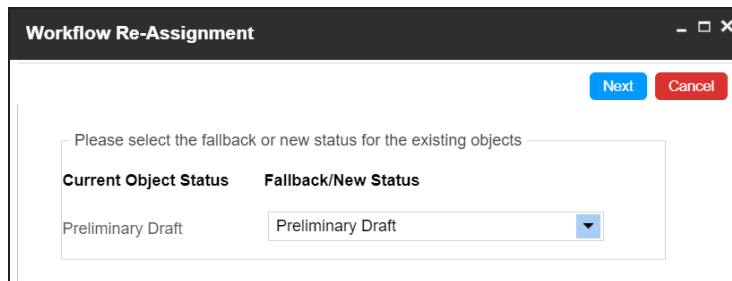 Workflow Re-Assignment
Next Cancel
Please select the fallback or new status for the existing objects
Current Object Status Fallback/New Status
Preliminary Draft Preliminary Draft